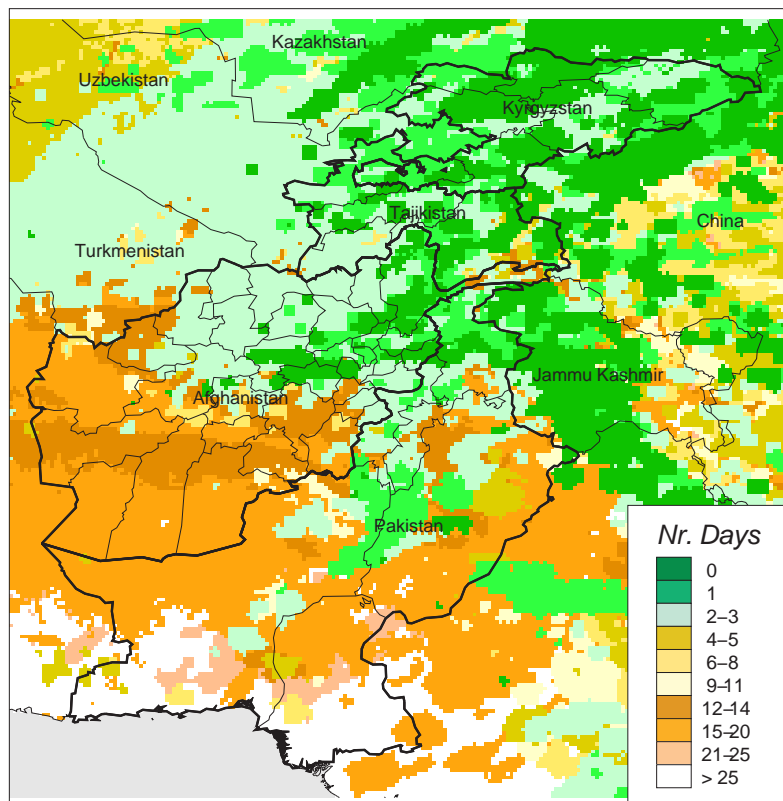 Kazakhstan
Uzbekistan
Kyrgyzstan
Tajikistan
China
Turkmenistan
Jammu Kashmir
Afghanistan
Pakistan
Nr. Days
0
1
2–3
4–5
6–8
9–11
12–14
15–20
21–25
> 25